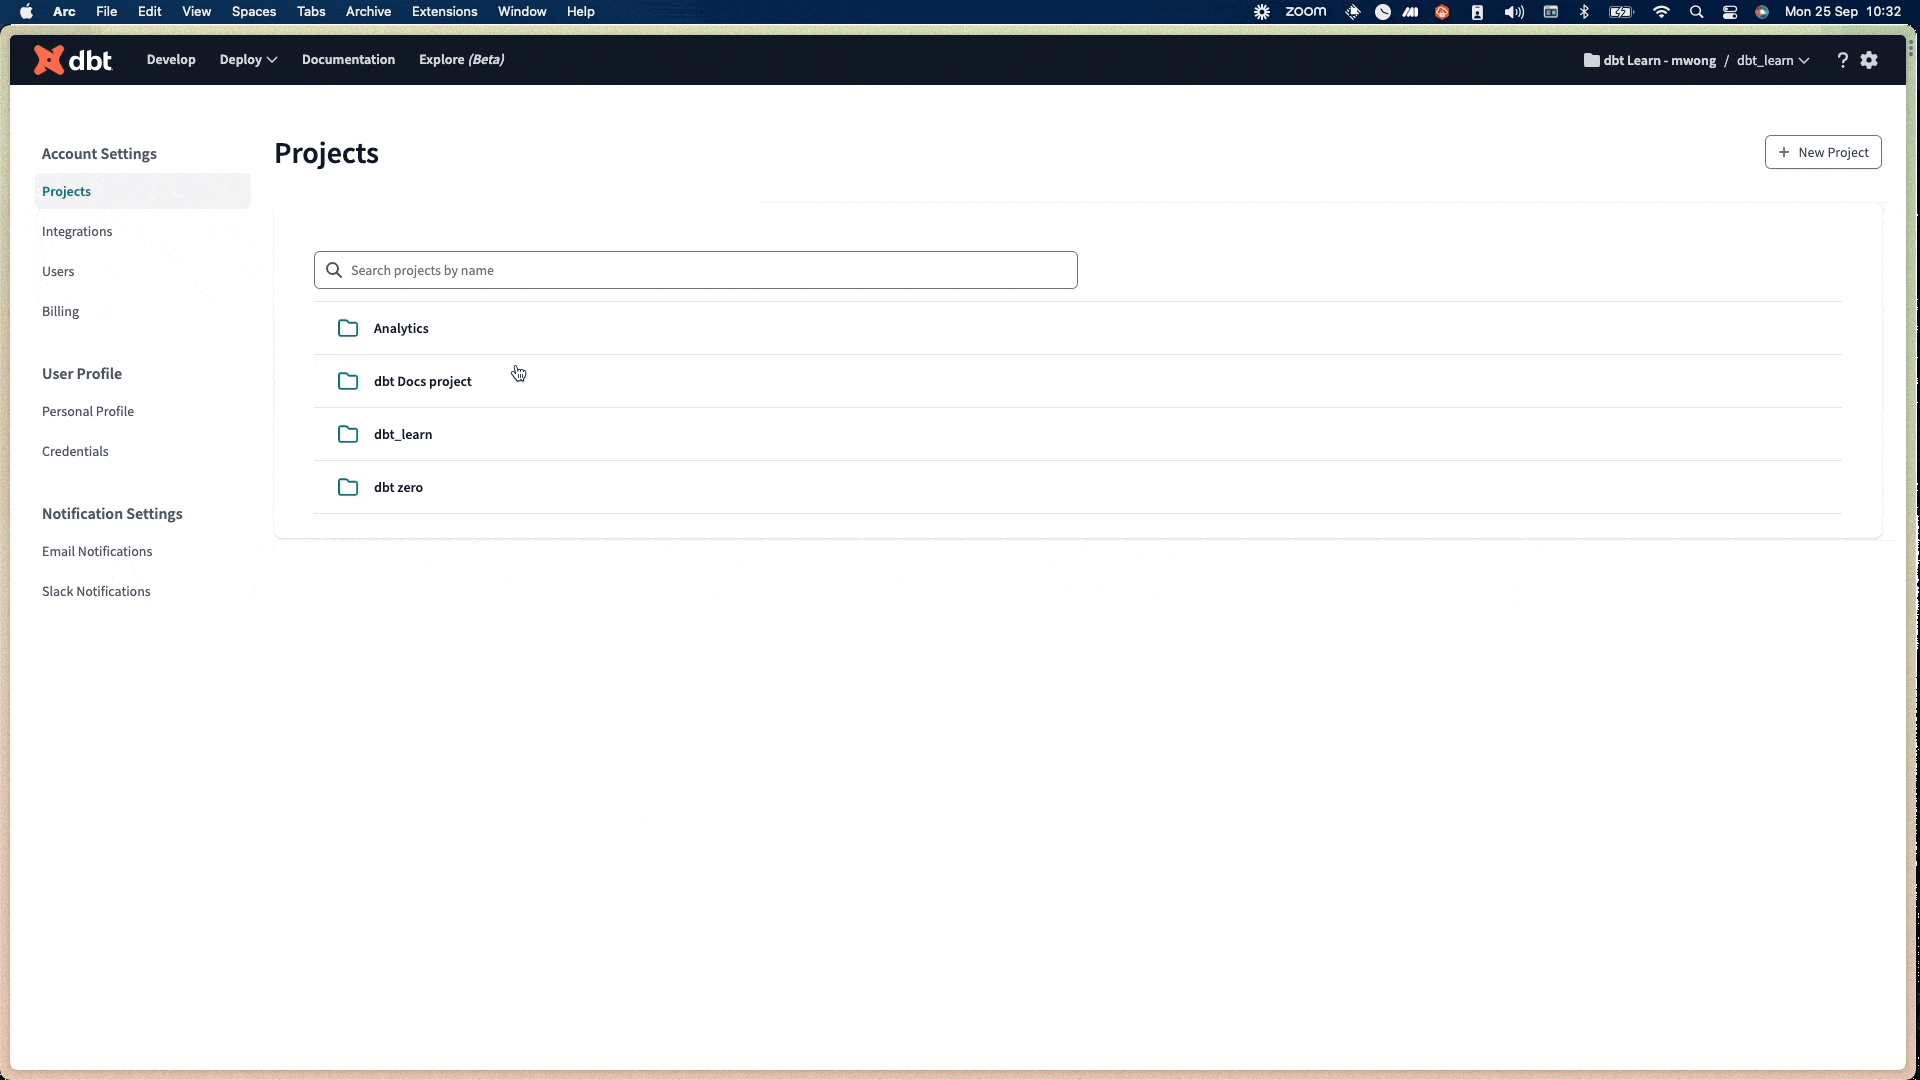 Arc File Edit View Spaces Tabs Archive Extensions Window Help zoom Mon 25 Sep 10:32
dbt Develop Deploy Documentation Explore (Beta) dbt Learn - mwong / dbt_learn ?
Account Settings
Projects
Integrations
Users
Billing
User Profile
Personal Profile
Credentials
Notification Settings
Email Notifications
Slack Notifications
Projects
+ New Project
Search projects by name
Analytics
dbt Docs project
dbt_learn
dbt zero